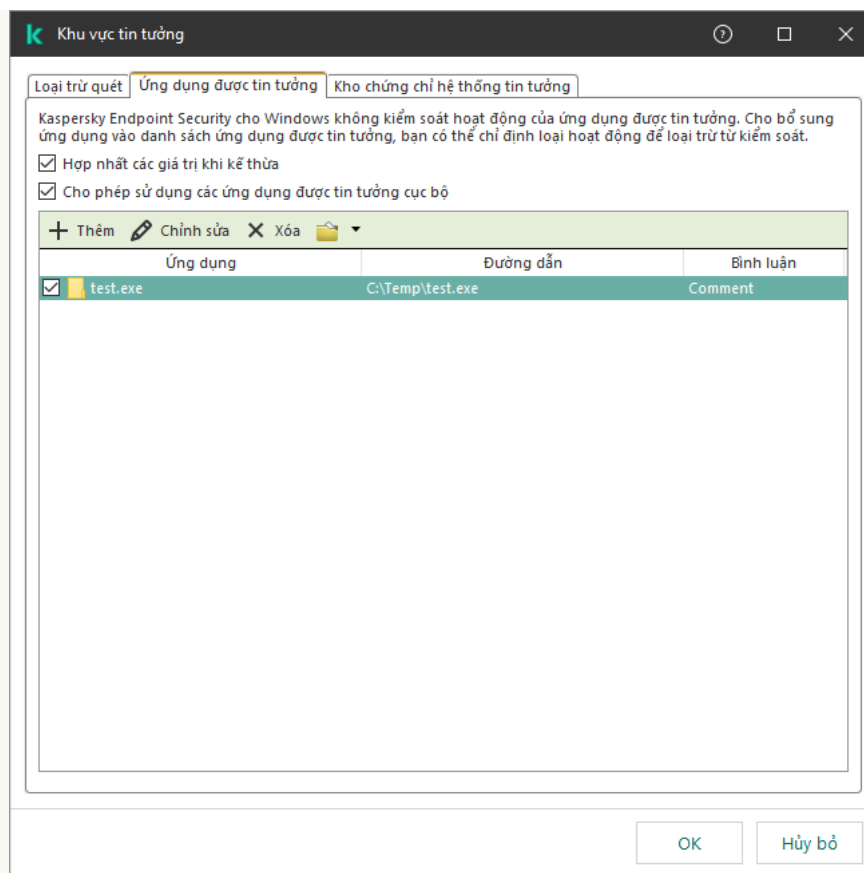 Khu vực tin tưởng
Loại trừ quét Ứng dụng được tin tưởng Kho chứng chỉ hệ thống tin tưởng
Kaspersky Endpoint Security cho Windows không kiểm soát hoạt động của ứng dụng được tin tưởng. Cho bổ sung
ứng dụng vào danh sách ứng dụng được tin tưởng, bạn có thể chỉ định loại hoạt động để loại trừ từ kiểm soát.
Hợp nhất các giá trị khi kế thừa
Cho phép sử dụng các ứng dụng được tin tưởng cục bộ
Thêm Chỉnh sửa Xóa
Ứng dụng Đường dẫn Bình luận
test.exe C:\Temp\test.exe Comment
OK Hủy bỏ